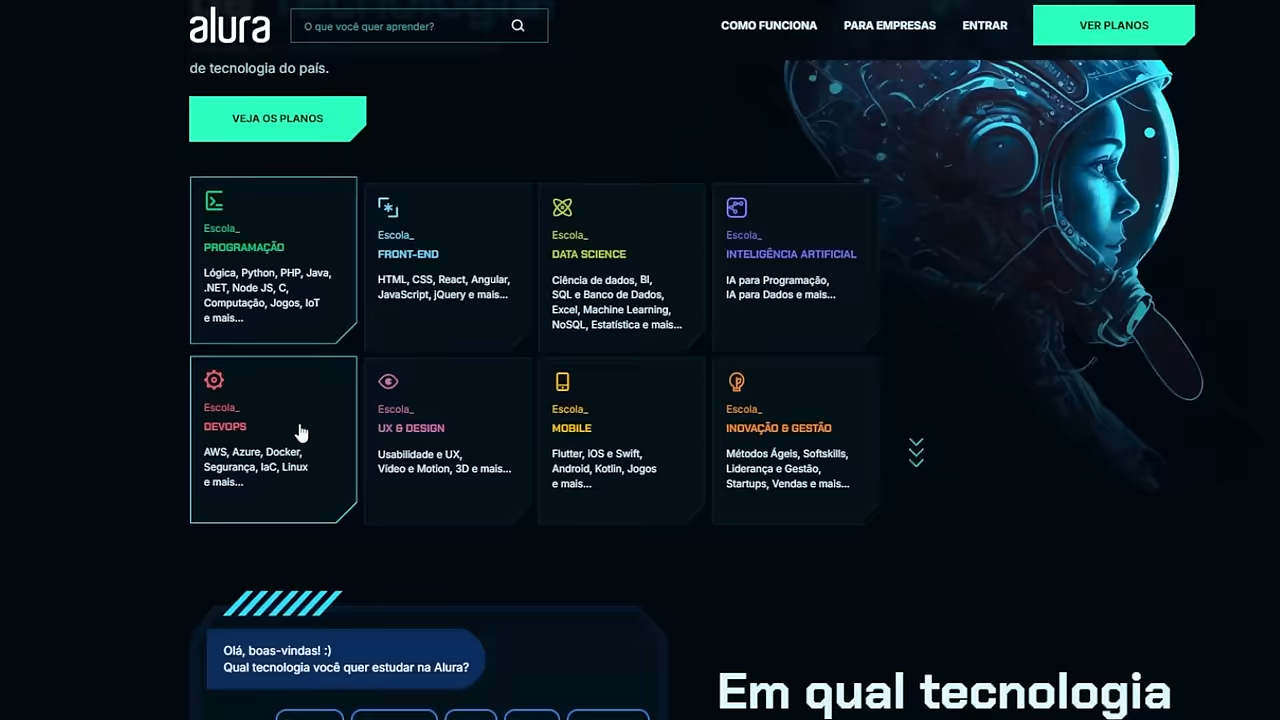 alura
O que você quer aprender?
COMO FUNCIONA
PARA EMPRESAS
ENTRAR
VER PLANOS
de tecnologia do país.
VEJA OS PLANOS
Escola_
PROGRAMAÇÃO
Lógica, Python, PHP, Java,
.NET, Node JS, C,
Computação, Jogos, IoT
e mais...
Escola_
FRONT-END
HTML, CSS, React, Angular,
JavaScript, jQuery e mais...
Escola_
DATA SCIENCE
Ciência de dados, BI,
SQL e Banco de Dados,
Excel, Machine Learning,
NoSQL, Estatística e mais...
Escola_
INTELIGÊNCIA ARTIFICIAL
IA para Programação,
IA para Dados e mais...
Escola_
DEVOPS
AWS, Azure, Docker,
Segurança, IaC, Linux
e mais...
Escola_
UX & DESIGN
Usabilidade e UX,
Vídeo e Motion, 3D e mais...
Escola_
MOBILE
Flutter, iOS e Swift,
Android, Kotlin, Jogos
e mais...
Escola_
INOVAÇÃO & GESTÃO
Métodos Ágeis, Softskills,
Liderança e Gestão,
Startups, Vendas e mais...
Olá, boas-vindas! :)
Qual tecnologia você quer estudar na Alura?
Em qual tecnologia